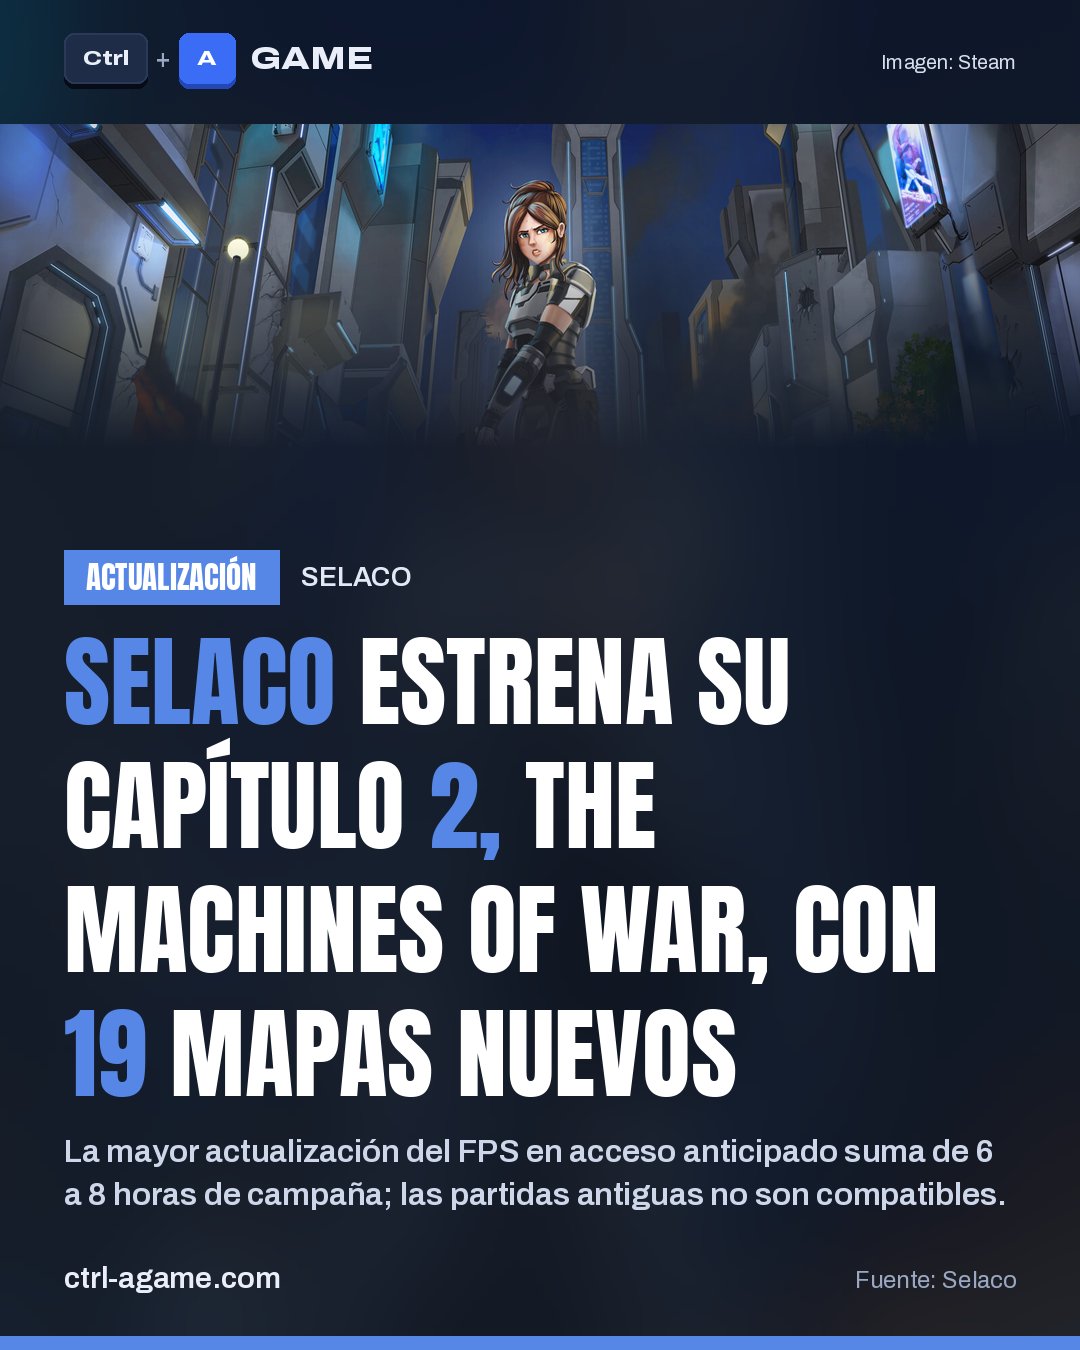 Ctrl + A GAME
Imagen: Steam
ACTUALIZACIÓN SELACO
SELACO ESTRENA SU
CAPÍTULO 2, THE
MACHINES OF WAR, CON
19 MAPAS NUEVOS
La mayor actualización del FPS en acceso anticipado suma de 6
a 8 horas de campaña; las partidas antiguas no son compatibles.
ctrl-agame.com
Fuente: Selaco